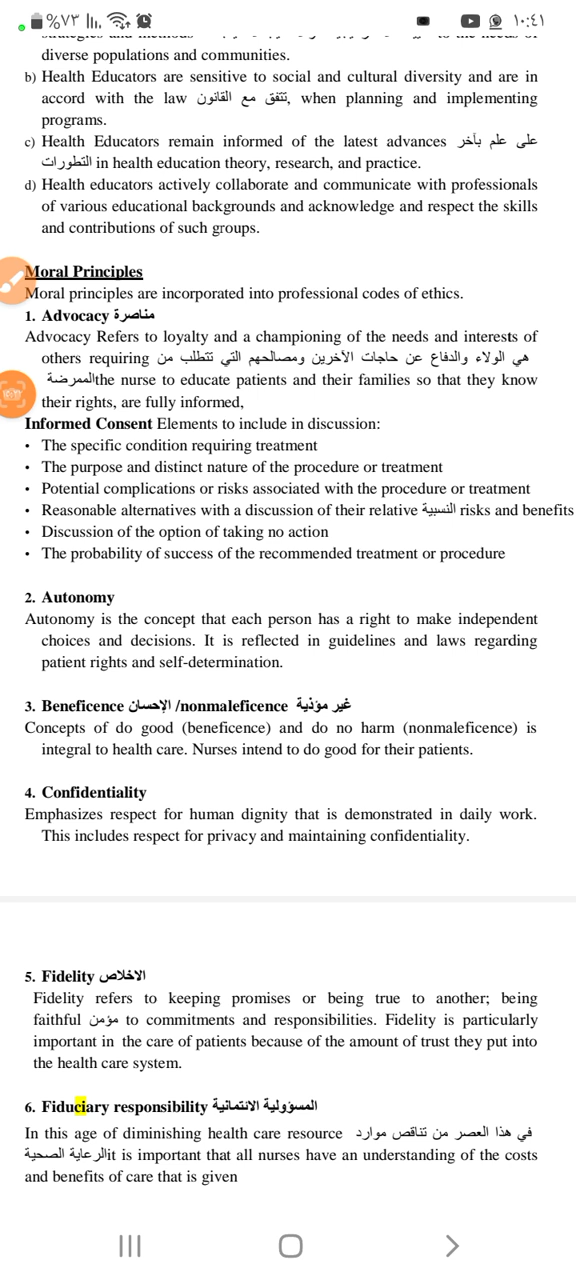 %٧٣ ١٠:٤١
diverse populations and communities.
b) Health Educators are sensitive to social and cultural diversity and are in
accord with the law تتفق مع القانون, when planning and implementing
programs.
c) Health Educators remain informed of the latest advances على علم بآخر
التطورات in health education theory, research, and practice.
d) Health educators actively collaborate and communicate with professionals
of various educational backgrounds and acknowledge and respect the skills
and contributions of such groups.
Moral Principles
Moral principles are incorporated into professional codes of ethics.
1. Advocacy مناصرة
Advocacy Refers to loyalty and a championing of the needs and interests of
others requiring هي الولاء والدفاع عن حاجات الآخرين ومصالحهم التي تتطلب من
الممرضةthe nurse to educate patients and their families so that they know
their rights, are fully informed,
Informed Consent Elements to include in discussion:
• The specific condition requiring treatment
• The purpose and distinct nature of the procedure or treatment
• Potential complications or risks associated with the procedure or treatment
• Reasonable alternatives with a discussion of their relative النسبية risks and benefits
• Discussion of the option of taking no action
• The probability of success of the recommended treatment or procedure
2. Autonomy
Autonomy is the concept that each person has a right to make independent
choices and decisions. It is reflected in guidelines and laws regarding
patient rights and self-determination.
3. Beneficence الإحسان /nonmaleficence غير مؤذية
Concepts of do good (beneficence) and do no harm (nonmaleficence) is
integral to health care. Nurses intend to do good for their patients.
4. Confidentiality
Emphasizes respect for human dignity that is demonstrated in daily work.
This includes respect for privacy and maintaining confidentiality.
5. Fidelity الاخلاص
Fidelity refers to keeping promises or being true to another; being
faithful مؤمن to commitments and responsibilities. Fidelity is particularly
important in the care of patients because of the amount of trust they put into
the health care system.
6. Fiduciary responsibility المسؤولية الائتمانية
In this age of diminishing health care resource في هذا العصر من تناقص موارد
الرعاية الصحيةit is important that all nurses have an understanding of the costs
and benefits of care that is given